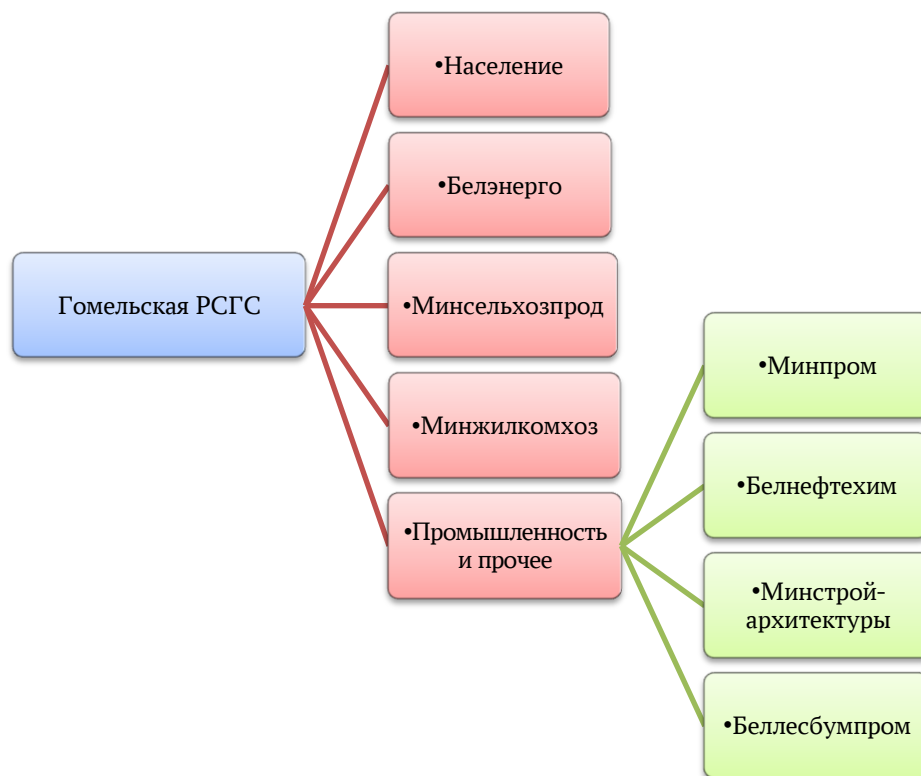 •Население
•Белэнерго
Гомельская РСГС
•Минсельхозпрод
•Минжилкомхоз
•Промышленность
и прочее
•Минпром
•Белнефтехим
•Минстрой-
архитектуры
•Беллесбумпром